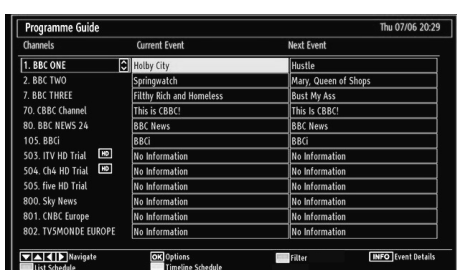 Programme Guide Thu 07/06 20:29
Channels Current Event Next Event
1. BBC ONE Holby City Hustle
2. BBC TWO Springwatch Mary, Queen of Shops
7. BBC THREE Filthy Rich and Homeless Bust My Ass
70. CBBC Channel This is CBBC! This Is CBBC!
80. BBC NEWS 24 BBC News BBC News
105. BBCi BBCi BBCi
503. ITV HD Trial HD No Information No Information
504. Ch4 HD Trial HD No Information No Information
505. five HD Trial No Information No Information
800. Sky News No Information No Information
801. CNBC Europe No Information No Information
802. TV5MONDE EUROPE No Information No Information
Navigate OK Options Filter INFO Event Details
List Schedule Timeline Schedule